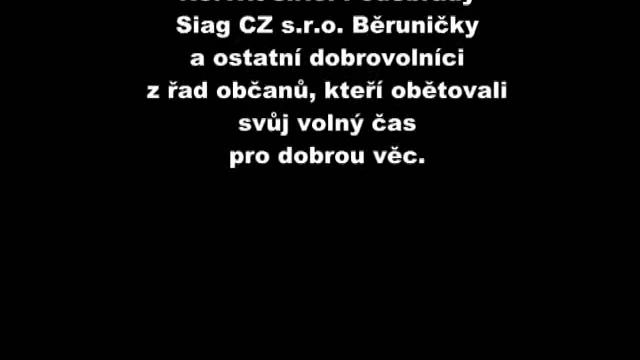 Siag CZ s.r.o. Běruničky
a ostatní dobrovolníci
z řad občanů, kteří obětovali
svůj volný čas
pro dobrou věc.